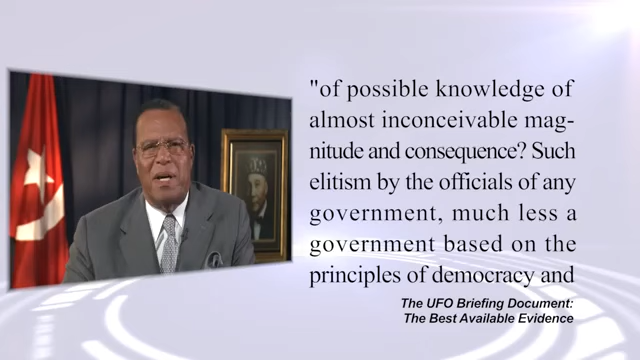 "of possible knowledge of
almost inconceivable mag-
nitude and consequence? Such
elitism by the officials of any
government, much less a
government based on the
principles of democracy and
The UFO Briefing Document:
The Best Available Evidence